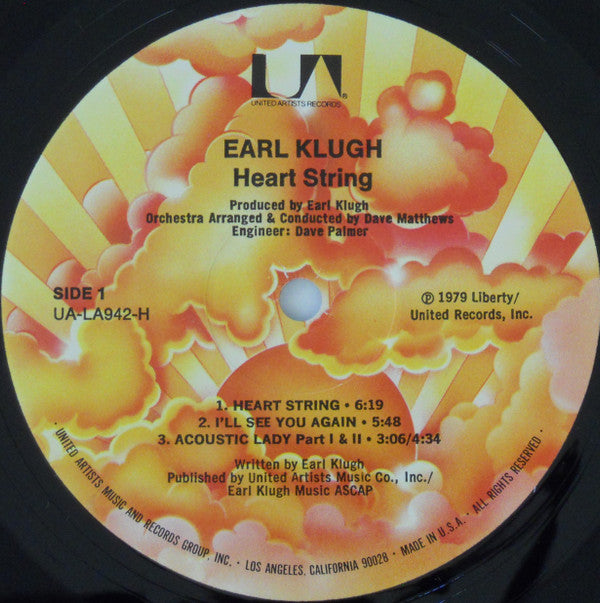 UA
UNITED ARTISTS RECORDS
®
EARL KLUGH
Heart String
Produced by Earl Klugh
Orchestra Arranged & Conducted by Dave Matthews
Engineer: Dave Palmer
SIDE 1
UA-LA942-H
℗ 1979 Liberty/
United Records, Inc.
1. HEART STRING • 6:19
2. I'LL SEE YOU AGAIN • 5:48
3. ACOUSTIC LADY Part I & II • 3:06/4:34
Written by Earl Klugh
Published by United Artists Music Co., Inc./
Earl Klugh Music ASCAP
• UNITED ARTISTS MUSIC AND RECORDS GROUP, INC. • LOS ANGELES, CALIFORNIA 90028 • MADE IN U.S.A. • ALL RIGHTS RESERVED •